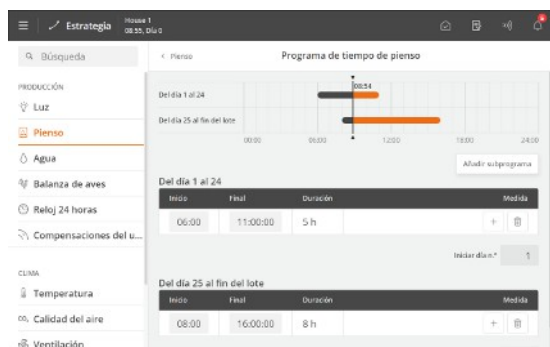 Estrategia
House 1
08:55, Día 0
Búsqueda
Pienso
Programa de tiempo de pienso
PRODUCCIÓN
Luz
Pienso
Agua
Balanza de aves
Reloj 24 horas
Compensaciones del u...
CLIMA
Temperatura
Calidad del aire
Ventilación
08:54
Del día 1 al 24
Del día 25 al fin del lote
00:00 06:00 12:00 18:00 24:00
Añadir subprograma
Del día 1 al 24
Inicio Final Duración Medida
06:00 11:00:00 5 h
Iniciar día n.º 1
Del día 25 al fin del lote
Inicio Final Duración Medida
08:00 16:00:00 8 h